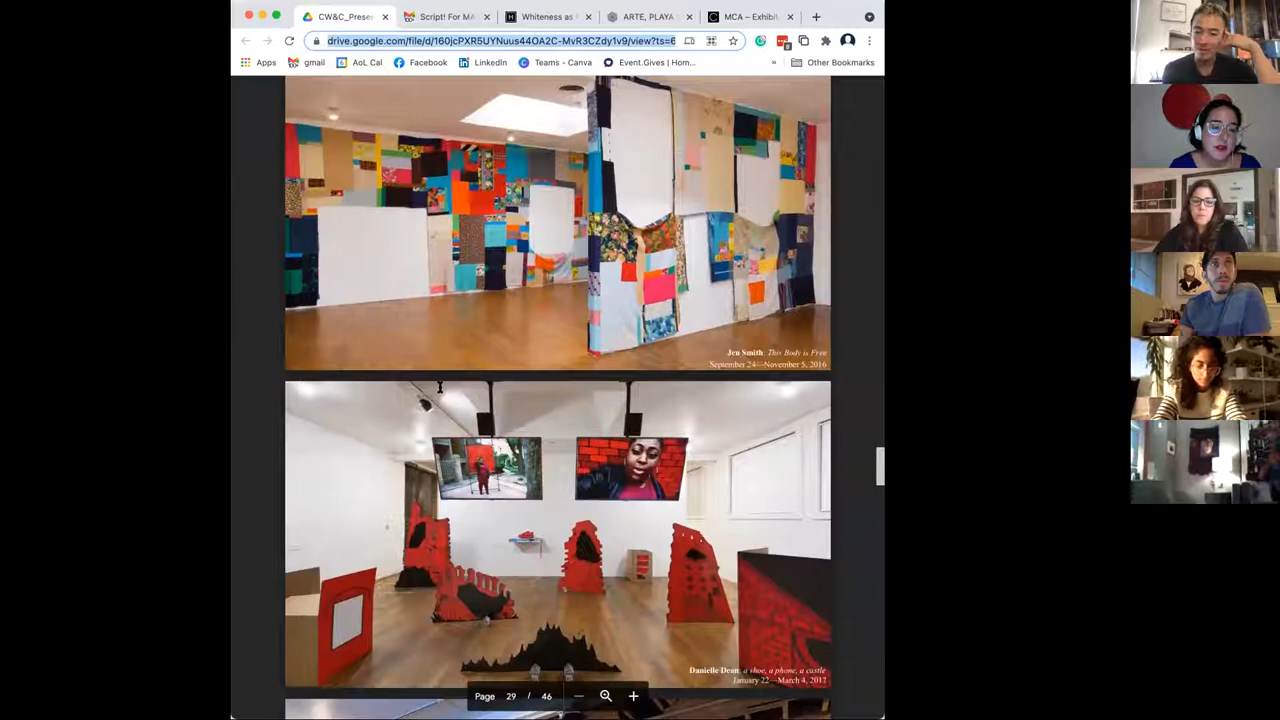 CW&C_Prese
Script! For MA
Whiteness as
ARTE, PLAYA
MCA – Exhibit
drive.google.com/file/d/160jcPXR5UYNuus44OA2C-MvR3CZdy1v9/view?ts=6
Apps
gmail
AoL Cal
Facebook
LinkedIn
Teams - Canva
Event.Gives | Hom...
»
Other Bookmarks
Jen Smith This Body is Free
September 24—November 5, 2016
Danielle Dean a shoe, a phone, a castle
January 22—March 4, 2017
Page 29 / 46